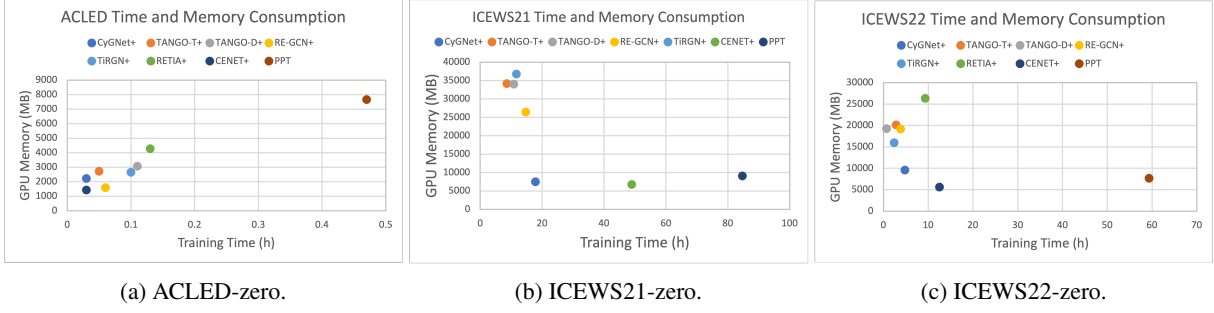 ACLED Time and Memory Consumption
CyGNet+ TANGO-T+ TANGO-D+ RE-GCN+
TiRGN+ RETIA+ CENET+ PPT
GPU Memory (MB)
9000
8000
7000
6000
5000
4000
3000
2000
1000
0
0 0.1 0.2 0.3 0.4 0.5
Training Time (h)
(a) ACLED-zero.
ICEWS21 Time and Memory Consumption
CyGNet+ TANGO-T+ TANGO-D+ RE-GCN+ TiRGN+ CENET+ PPT
GPU Memory (MB)
40000
35000
30000
25000
20000
15000
10000
5000
0
0 20 40 60 80 100
Training Time (h)
(b) ICEWS21-zero.
ICEWS22 Time and Memory Consumption
CyGNet+ TANGO-T+ TANGO-D+ RE-GCN+
TiRGN+ RETIA+ CENET+ PPT
GPU Memory (MB)
30000
25000
20000
15000
10000
5000
0
0 10 20 30 40 50 60 70
Training Time (h)
(c) ICEWS22-zero.